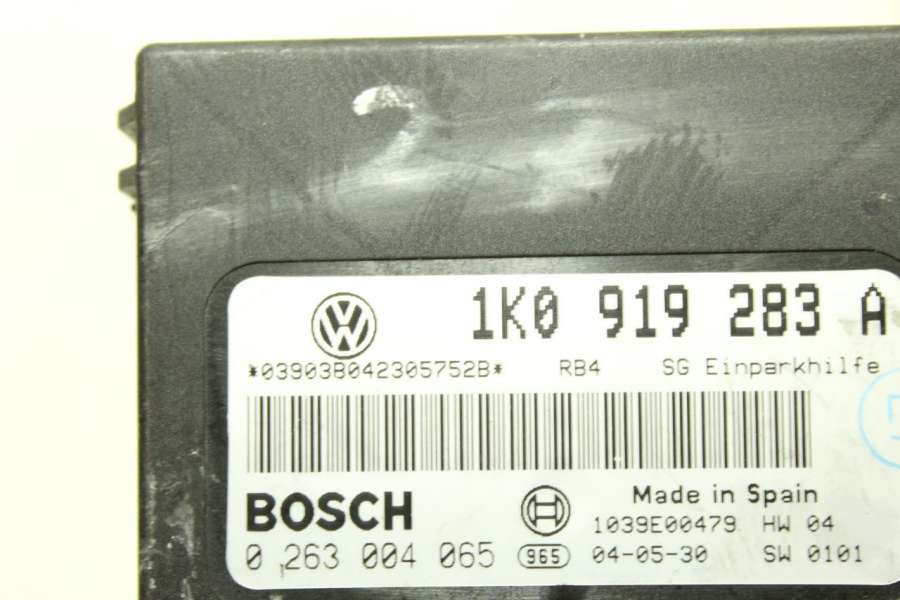 1K0 919 283 A
*03903B042305752B* RB4 SG Einparkhilfe
BOSCH
Made in Spain
1039E00479 HW 04
0 263 004 065 965 04-05-30 SW 0101